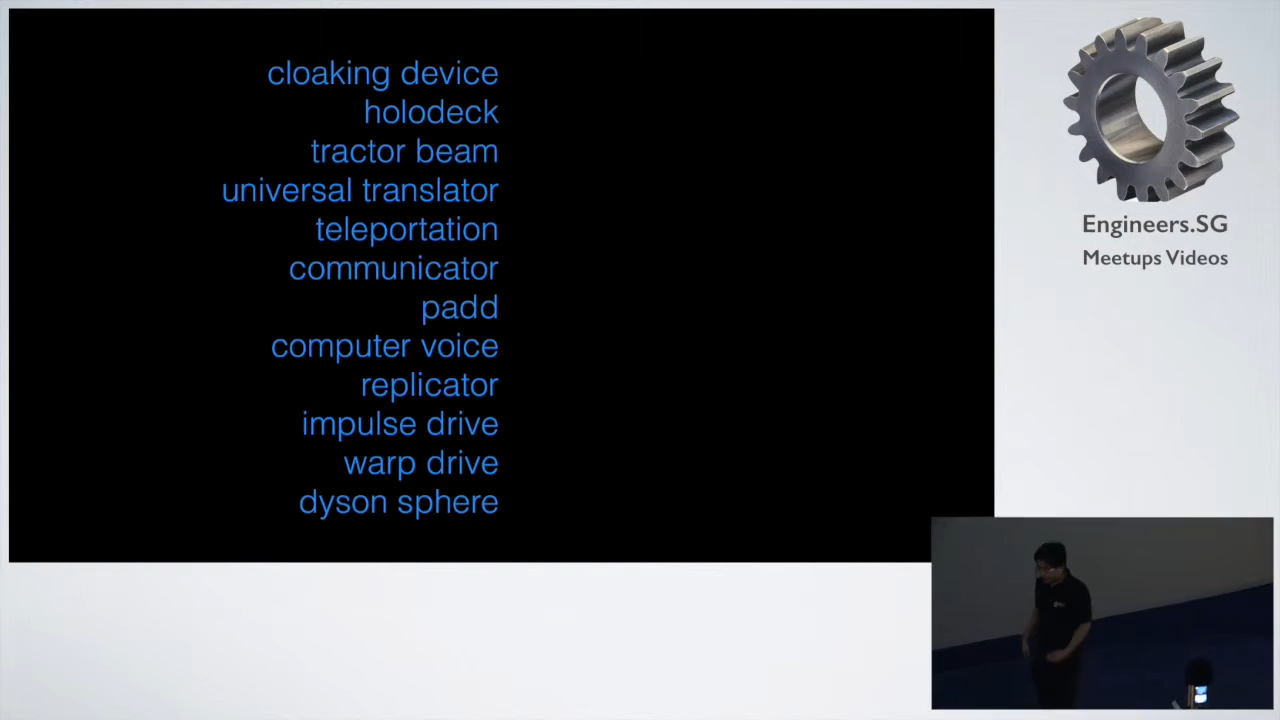 cloaking device
holodeck
tractor beam
universal translator
teleportation
communicator
padd
computer voice
replicator
impulse drive
warp drive
dyson sphere
Engineers.SG
Meetups Videos